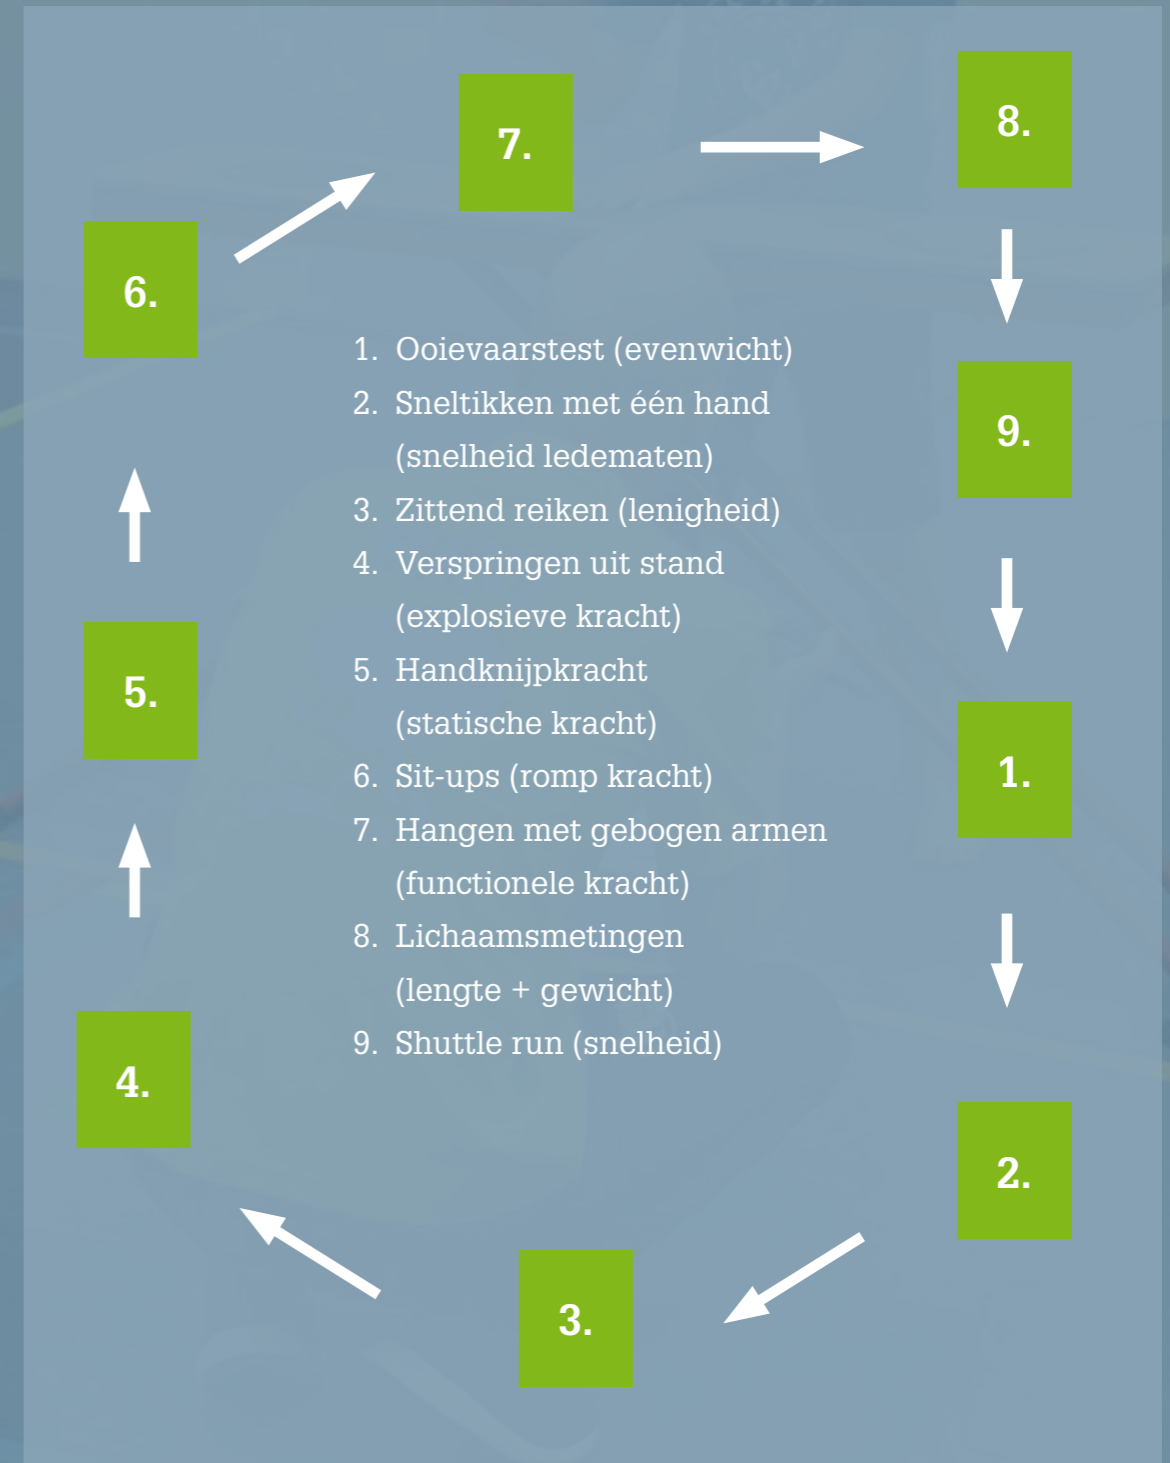 7.
8.
6.
9.
1. Ooievaarstest (evenwicht)
2. Sneltikken met één hand
(snelheid ledematen)
3. Zittend reiken (lenigheid)
4. Verspringen uit stand
(explosieve kracht)
5. Handknijpkracht
(statische kracht)
6. Sit-ups (romp kracht)
7. Hangen met gebogen armen
(functionele kracht)
8. Lichaamsmetingen
(lengte + gewicht)
9. Shuttle run (snelheid)
5.
1.
4.
2.
3.